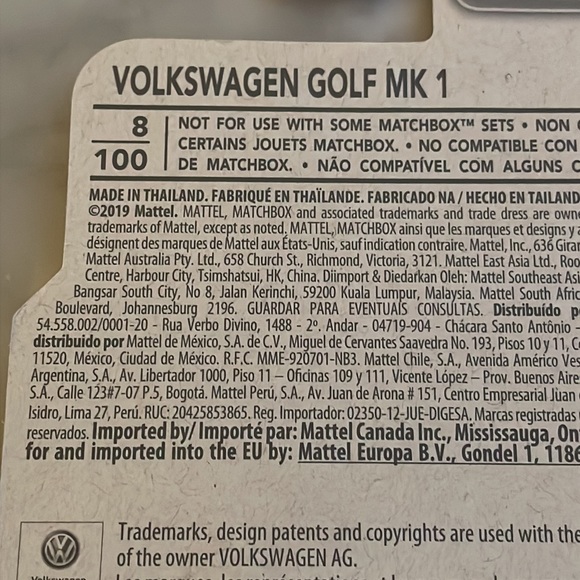 VOLKSWAGEN GOLF MK 1
8
100
NOT FOR USE WITH SOME MATCHBOX™ SETS • NON
CERTAINS JOUETS MATCHBOX. • NO COMPATIBLE CON
DE MATCHBOX. • NÃO COMPATÍVEL COM ALGUNS
MADE IN THAILAND. FABRIQUÉ EN THAÏLANDE. FABRICADO NA / HECHO EN TAILAND
©2019 Mattel. MATTEL, MATCHBOX and associated trademarks and trade dress are own
trademarks of Mattel, except as noted. MATTEL, MATCHBOX ainsi que les marques et designs y a
désignent des marques de Mattel aux États-Unis, sauf indication contraire. Mattel, Inc., 636 Girar
Mattel Australia Pty. Ltd., 658 Church St., Richmond, Victoria, 3121. Mattel East Asia Ltd., Roo
Centre, Harbour City, Tsimshatsui, HK, China. Diimport & Diedarkan Oleh: Mattel Southeast Asi
Bangsar South City, No 8, Jalan Kerinchi, 59200 Kuala Lumpur, Malaysia. Mattel South Afric
Boulevard, Johannesburg 2196. GUARDAR PARA EVENTUAIS CONSULTAS. Distribuído p
54.558.002/0001-20 - Rua Verbo Divino, 1488 - 2º. Andar - 04719-904 - Chácara Santo Antônio -
distribuido por Mattel de México, S.A. de C.V., Miguel de Cervantes Saavedra No. 193, Pisos 10 y 11, C
11520, México, Ciudad de México. R.F.C. MME-920701-NB3. Mattel Chile, S.A., Avenida Américo Ves
Argentina, S.A., Av. Libertador 1000, Piso 11 – Oficinas 109 y 111, Vicente López – Prov. Buenos Aire
S.A., Calle 123#7-07 P.5, Bogotá. Mattel Perú, S.A., Av. Juan de Arona # 151, Centro Empresarial Juan
Isidro, Lima 27, Perú. RUC: 20425853865. Reg. Importador: 02350-12-JUE-DIGESA. Marcas registradas
reservados. Imported by/ Importé par: Mattel Canada Inc., Mississauga, On
for and imported into the EU by: Mattel Europa B.V., Gondel 1, 1186
Trademarks, design patents and copyrights are used with the
of the owner VOLKSWAGEN AG.